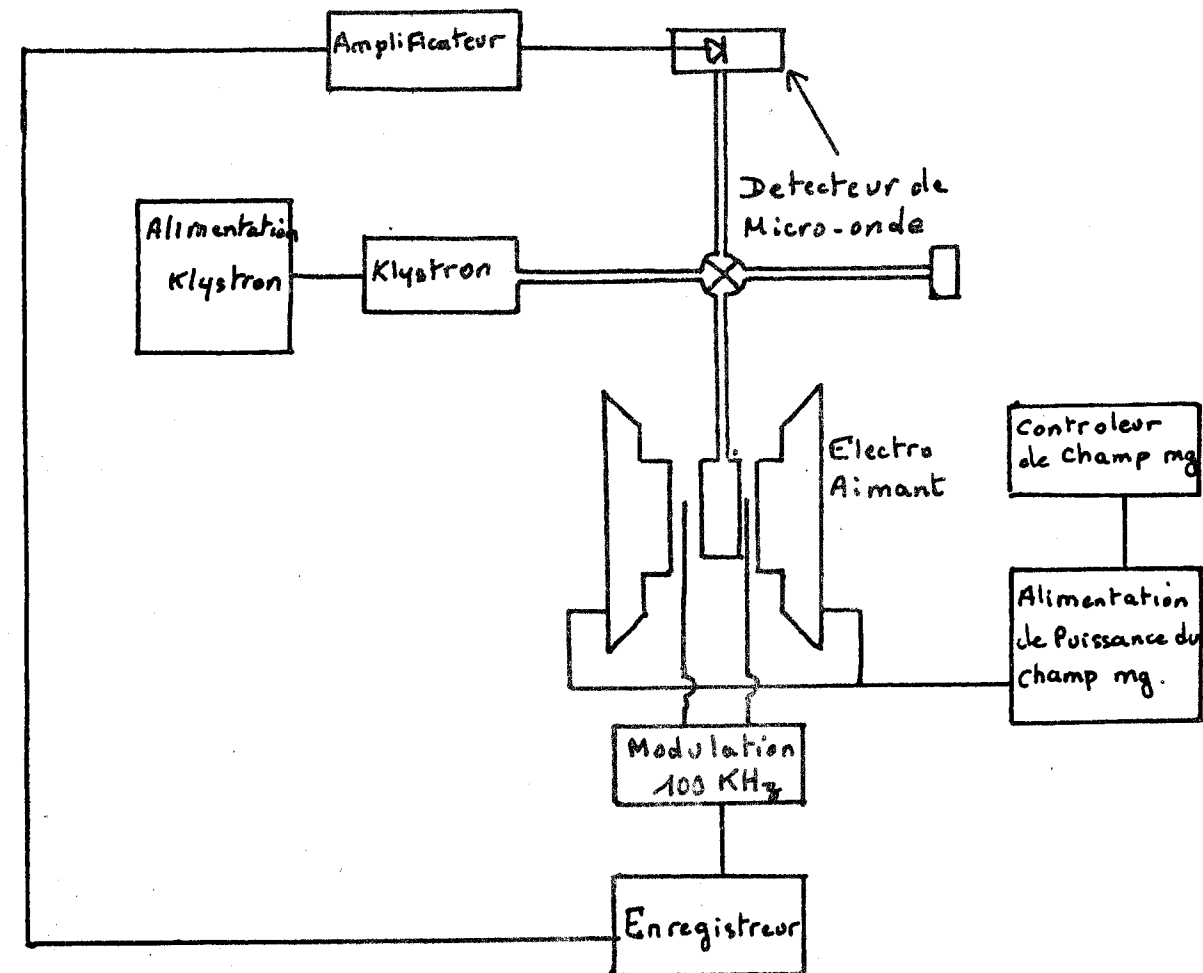 Amplificateur
Detecteur de
Micro-onde
Alimentation
Klystron
Klystron
Electro
Aimant
Controleur
de Champ mg
Alimentation
de Puissance du
Champ mg.
Modulation
100 KHz
Enregistreur